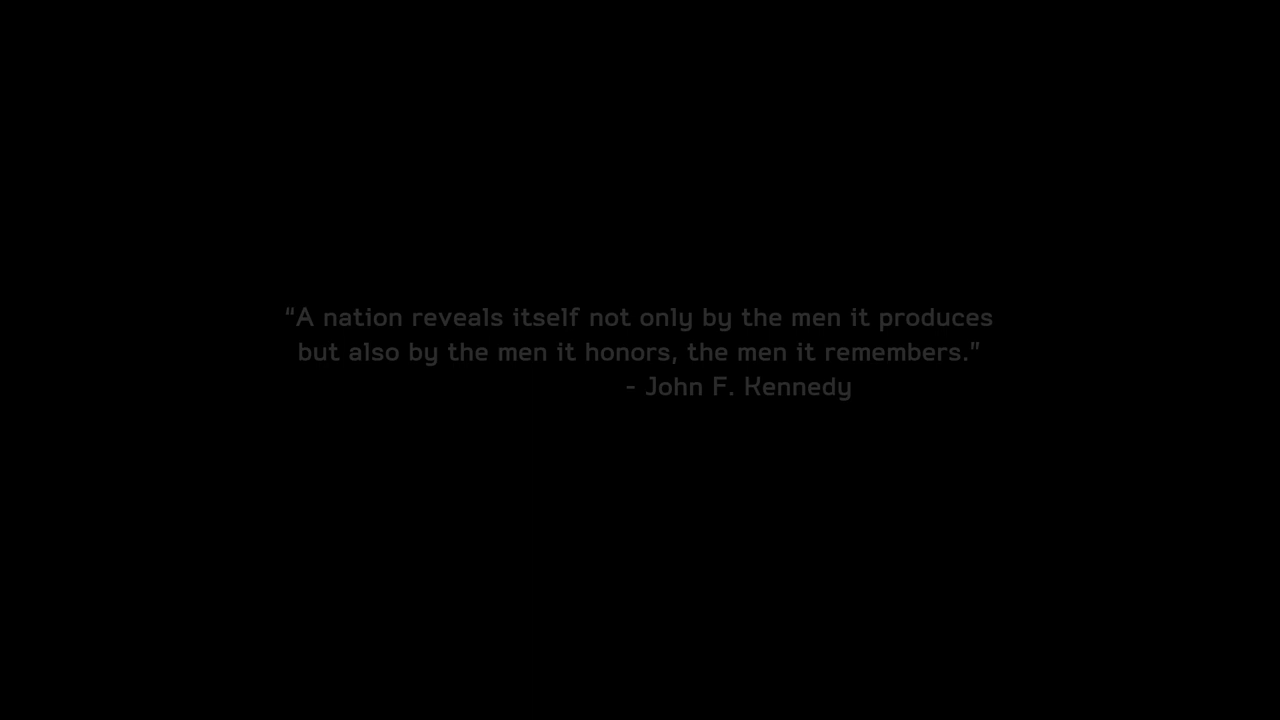 “A nation reveals itself not only by the men it produces
but also by the men it honors, the men it remembers.”
- John F. Kennedy